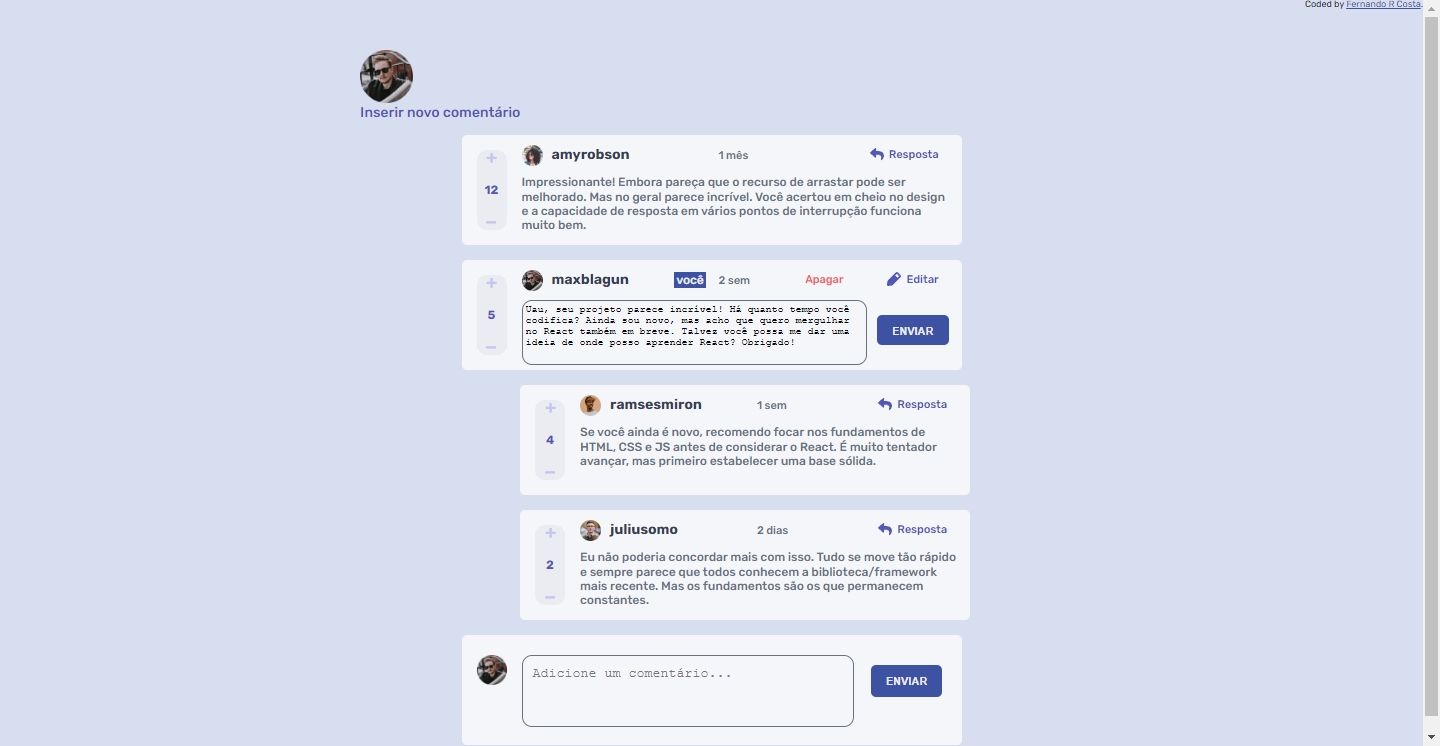 Coded by Fernando R Costa.
Inserir novo comentário
+
12
−
amyrobson 1 mês Resposta
Impressionante! Embora pareça que o recurso de arrastar pode ser
melhorado. Mas no geral parece incrível. Você acertou em cheio no design
e a capacidade de resposta em vários pontos de interrupção funciona
muito bem.
+
5
−
maxblagun você 2 sem Apagar Editar
Uau, seu projeto parece incrível! Há quanto tempo você
codifica? Ainda sou novo, mas acho que quero mergulhar
no React também em breve. Talvez você possa me dar uma
ideia de onde posso aprender React? Obrigado!
ENVIAR
+
4
−
ramsesmiron 1 sem Resposta
Se você ainda é novo, recomendo focar nos fundamentos de
HTML, CSS e JS antes de considerar o React. É muito tentador
avançar, mas primeiro estabelecer uma base sólida.
+
2
−
juliusomo 2 dias Resposta
Eu não poderia concordar mais com isso. Tudo se move tão rápido
e sempre parece que todos conhecem a biblioteca/framework
mais recente. Mas os fundamentos são os que permanecem
constantes.
Adicione um comentário...
ENVIAR